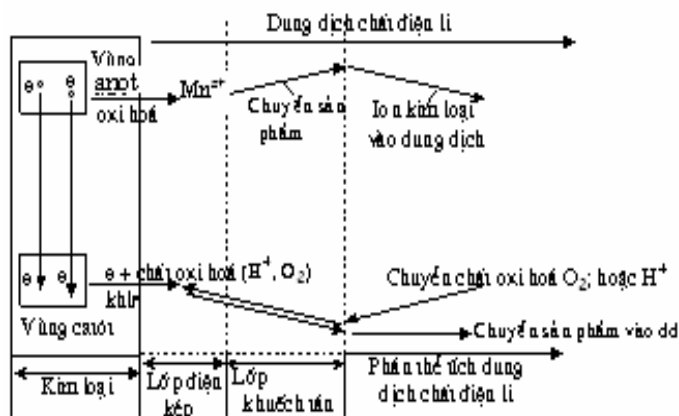 Dung dịch chất điện li
Vùng
anot
e
e
oxi hoá
Mn
Chuyển sản
phẩm
Ion kim loại
vào dung dịch
e
e
e + chất oxi hoá (H⁺, O₂)
khử
Vùng catôt
Chuyển chất oxi hoá O₂; hoặc H⁺
Chuyển sản phẩm vào dd
Kim loại
Lớp điện
kép
Lớp
khuếch tán
Phần thể tích dung
dịch chất điện li